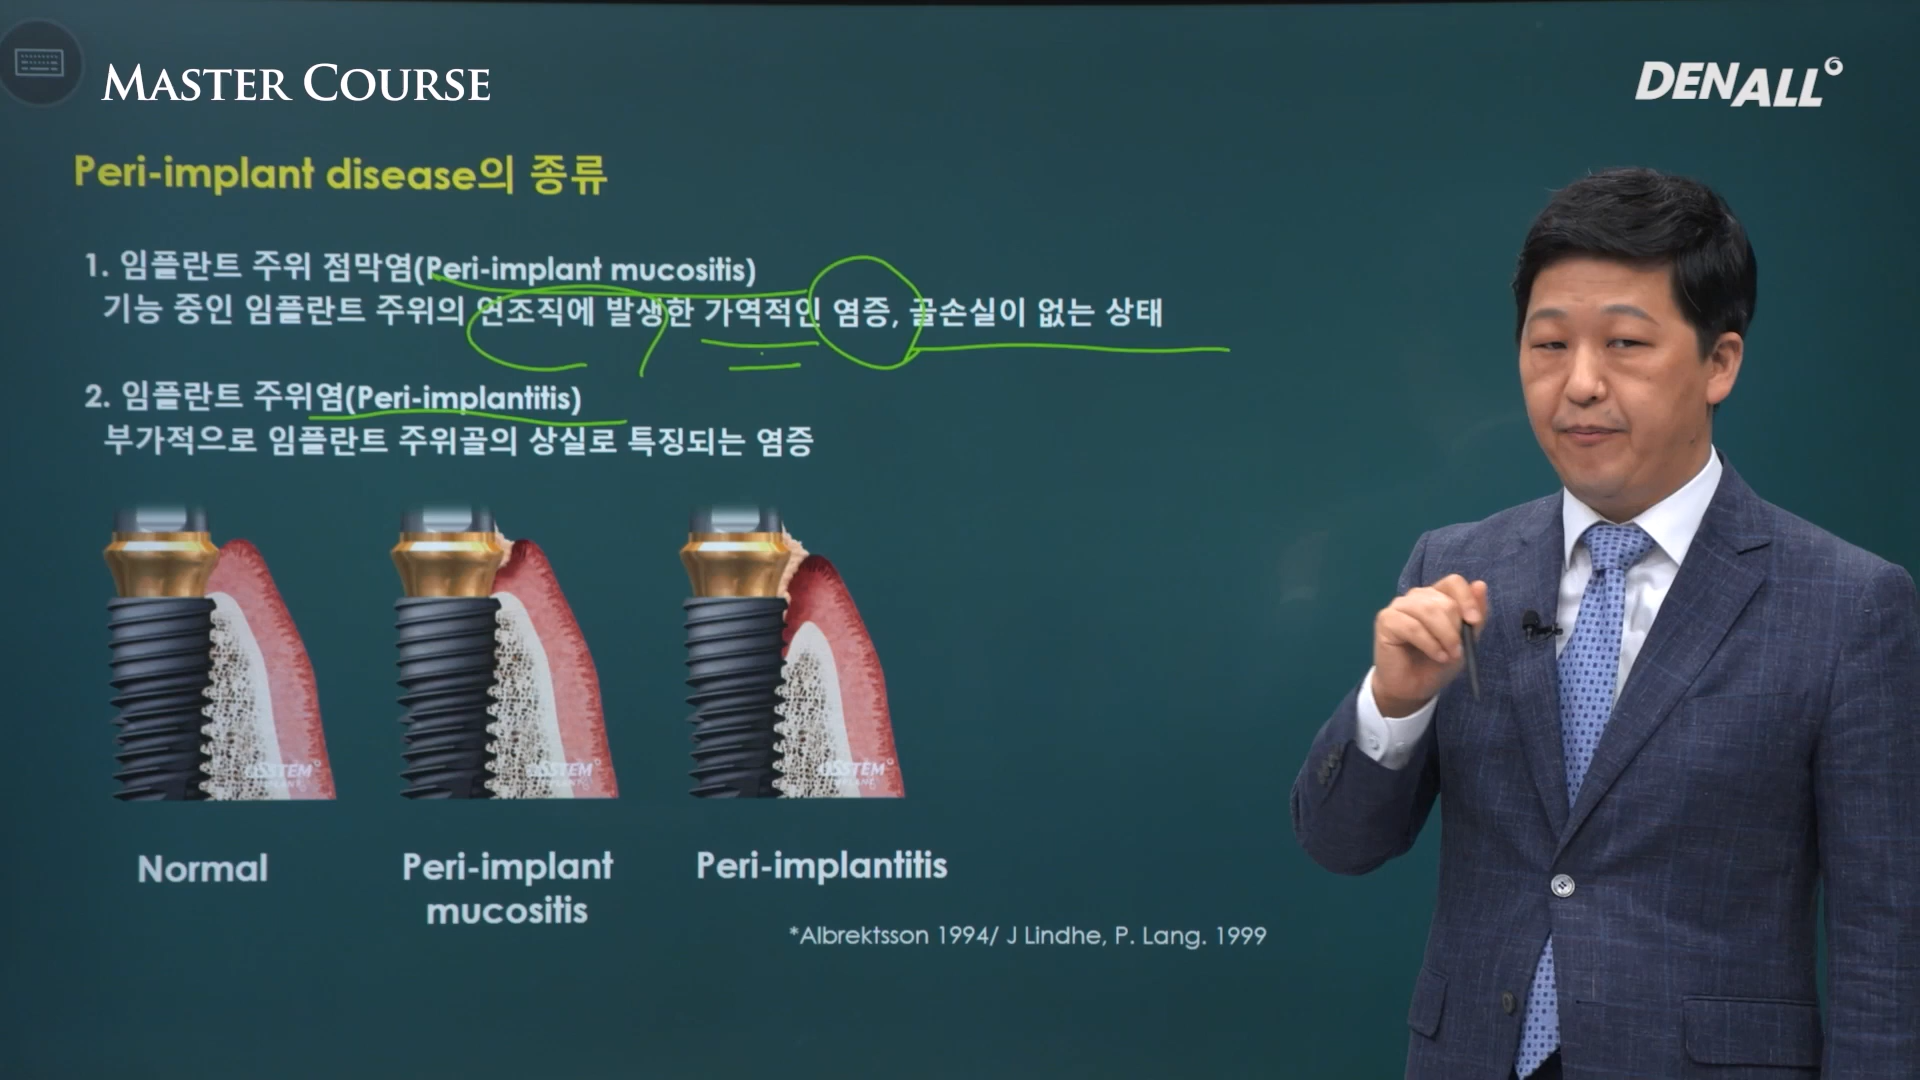 MASTER COURSE
DENALL
Peri-implant disease의 종류
1. 임플란트 주위 점막염(Peri-implant mucositis)
기능 중인 임플란트 주위의 연조직에 발생한 가역적인 염증, 골손실이 없는 상태
2. 임플란트 주위염(Peri-implantitis)
부가적으로 임플란트 주위골의 상실로 특징되는 염증
OSSTEM
IMPLANT
OSSTEM
IMPLANT
OSSTEM
IMPLANT
Normal
Peri-implant
mucositis
Peri-implantitis
*Albrektsson 1994/ J Lindhe, P. Lang. 1999